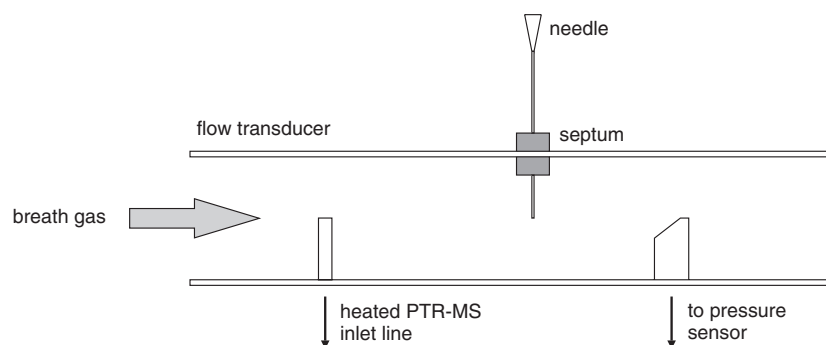 needle
flow transducer
septum
breath gas
heated PTR-MS
inlet line
to pressure
sensor